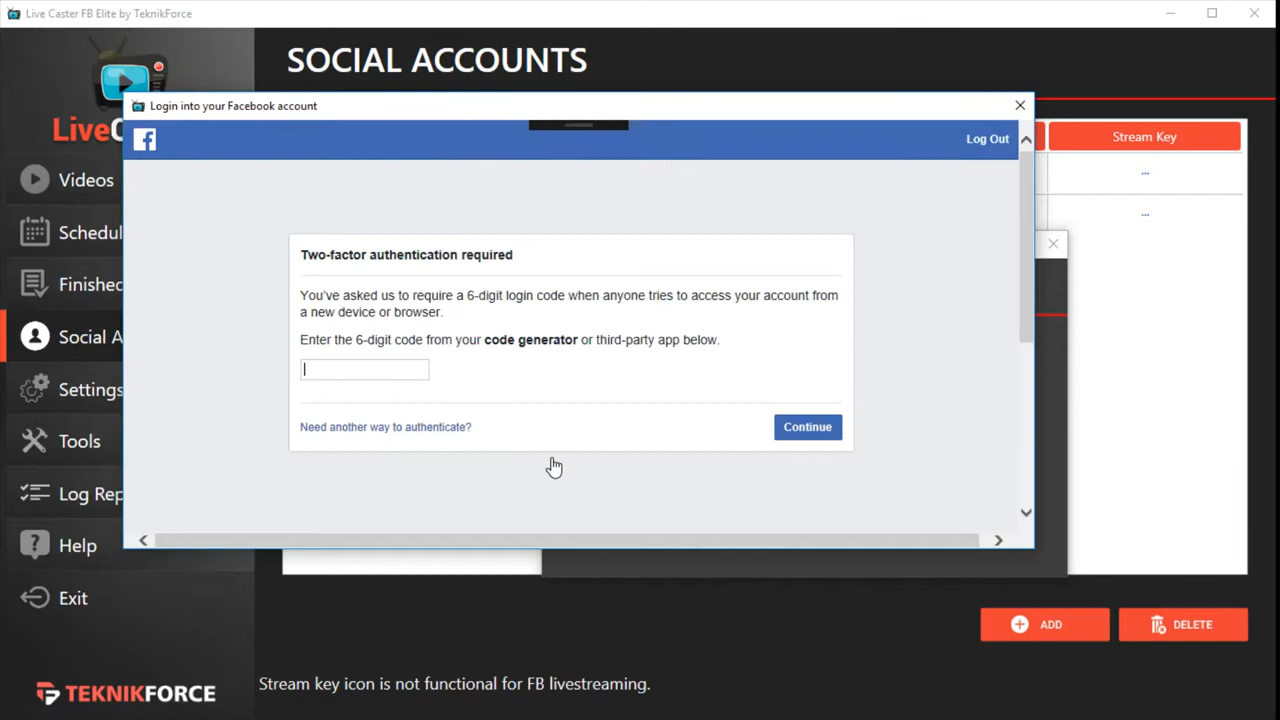 Live Caster FB Elite by TeknikForce
SOCIAL ACCOUNTS
Login into your Facebook account
Log Out
Stream Key
...
...
Videos
Schedul
Finished
Social A
Settings
Tools
Log Rep
Help
Exit
Two-factor authentication required
You've asked us to require a 6-digit login code when anyone tries to access your account from
a new device or browser.
Enter the 6-digit code from your code generator or third-party app below.
Need another way to authenticate?
Continue
ADD
DELETE
TEKNIKFORCE
Stream key icon is not functional for FB livestreaming.